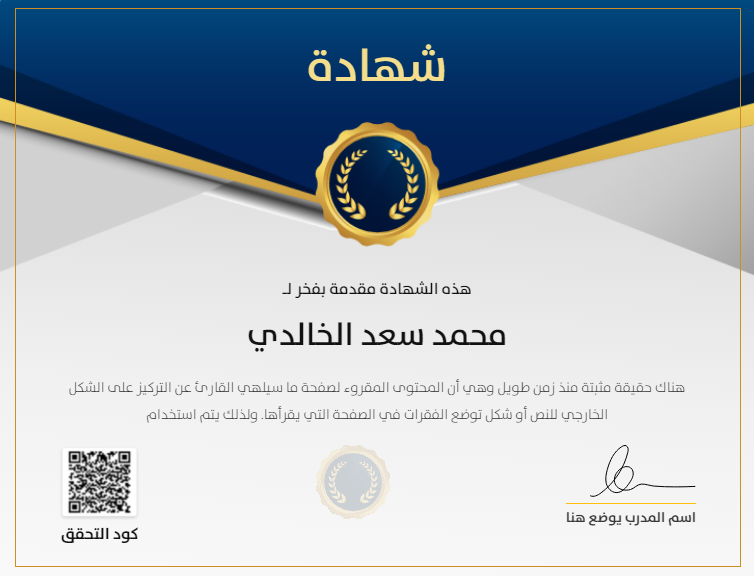 شهادة
هذه الشهادة مقدمة بفخر لـ
محمد سعد الخالدي
هناك حقيقة مثبتة منذ زمن طويل وهي أن المحتوى المقروء لصفحة ما سيلهي القارئ عن التركيز على الشكل
الخارجي للنص أو شكل توضع الفقرات في الصفحة التي يقرأها. ولذلك يتم استخدام
اسم المدرب يوضع هنا
كود التحقق